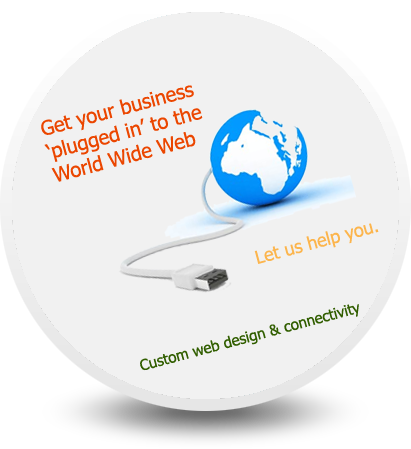 Get your business
‘plugged in’ to the
World Wide Web
Let us help you.
Custom web design & connectivity